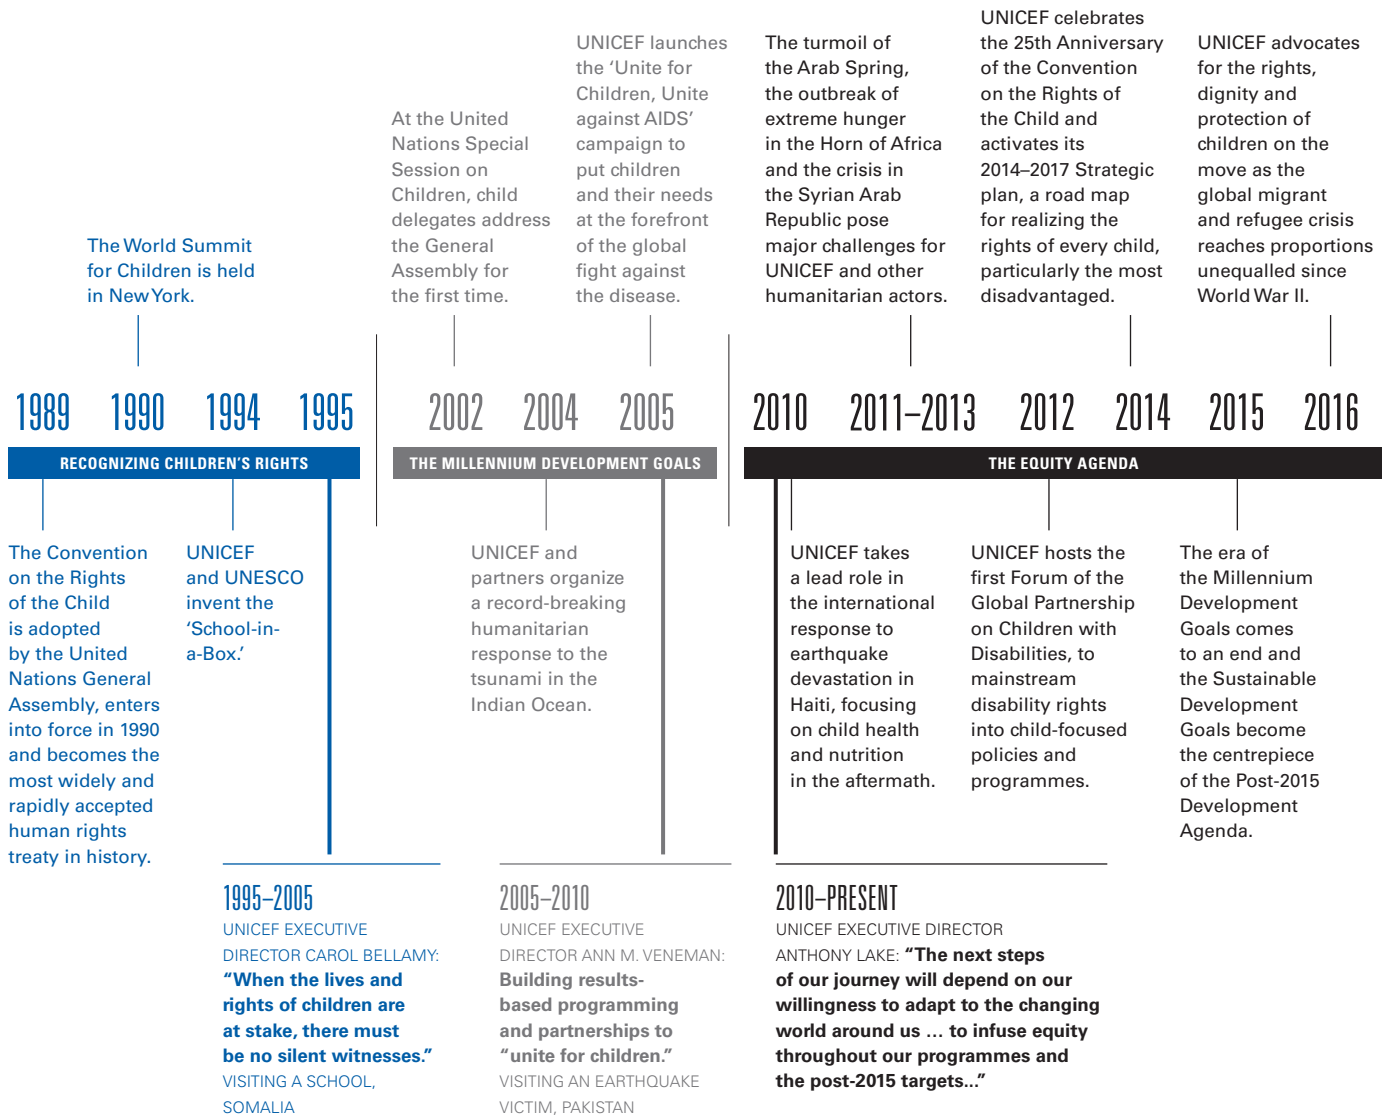 The World Summit
for Children is held
in New York.
At the United
Nations Special
Session on
Children, child
delegates address
the General
Assembly for
the first time.
UNICEF launches
the ‘Unite for
Children, Unite
against AIDS’
campaign to
put children
and their needs
at the forefront
of the global
fight against
the disease.
The turmoil of
the Arab Spring,
the outbreak of
extreme hunger
in the Horn of Africa
and the crisis in
the Syrian Arab
Republic pose
major challenges for
UNICEF and other
humanitarian actors.
UNICEF celebrates
the 25th Anniversary
of the Convention
on the Rights of
the Child and
activates its
2014–2017 Strategic
plan, a road map
for realizing the
rights of every child,
particularly the most
disadvantaged.
UNICEF advocates
for the rights,
dignity and
protection of
children on the
move as the
global migrant
and refugee crisis
reaches proportions
unequalled since
World War II.
1989 1990 1994 1995 2002 2004 2005 2010 2011–2013 2012 2014 2015 2016
RECOGNIZING CHILDREN’S RIGHTS
THE MILLENNIUM DEVELOPMENT GOALS
THE EQUITY AGENDA
The Convention
on the Rights
of the Child
is adopted
by the United
Nations General
Assembly, enters
into force in 1990
and becomes the
most widely and
rapidly accepted
human rights
treaty in history.
UNICEF
and UNESCO
invent the
‘School-in-
a-Box.’
UNICEF and
partners organize
a record-breaking
humanitarian
response to the
tsunami in the
Indian Ocean.
UNICEF takes
a lead role in
the international
response to
earthquake
devastation in
Haiti, focusing
on child health
and nutrition
in the aftermath.
UNICEF hosts the
first Forum of the
Global Partnership
on Children with
Disabilities, to
mainstream
disability rights
into child-focused
policies and
programmes.
The era of
the Millennium
Development
Goals comes
to an end and
the Sustainable
Development
Goals become
the centrepiece
of the Post-2015
Development
Agenda.
1995–2005
UNICEF EXECUTIVE
DIRECTOR CAROL BELLAMY:
“When the lives and
rights of children are
at stake, there must
be no silent witnesses.”
VISITING A SCHOOL,
SOMALIA
2005–2010
UNICEF EXECUTIVE
DIRECTOR ANN M. VENEMAN:
Building results-
based programming
and partnerships to
“unite for children.”
VISITING AN EARTHQUAKE
VICTIM, PAKISTAN
2010–PRESENT
UNICEF EXECUTIVE DIRECTOR
ANTHONY LAKE: “The next steps
of our journey will depend on our
willingness to adapt to the changing
world around us … to infuse equity
throughout our programmes and
the post-2015 targets...”